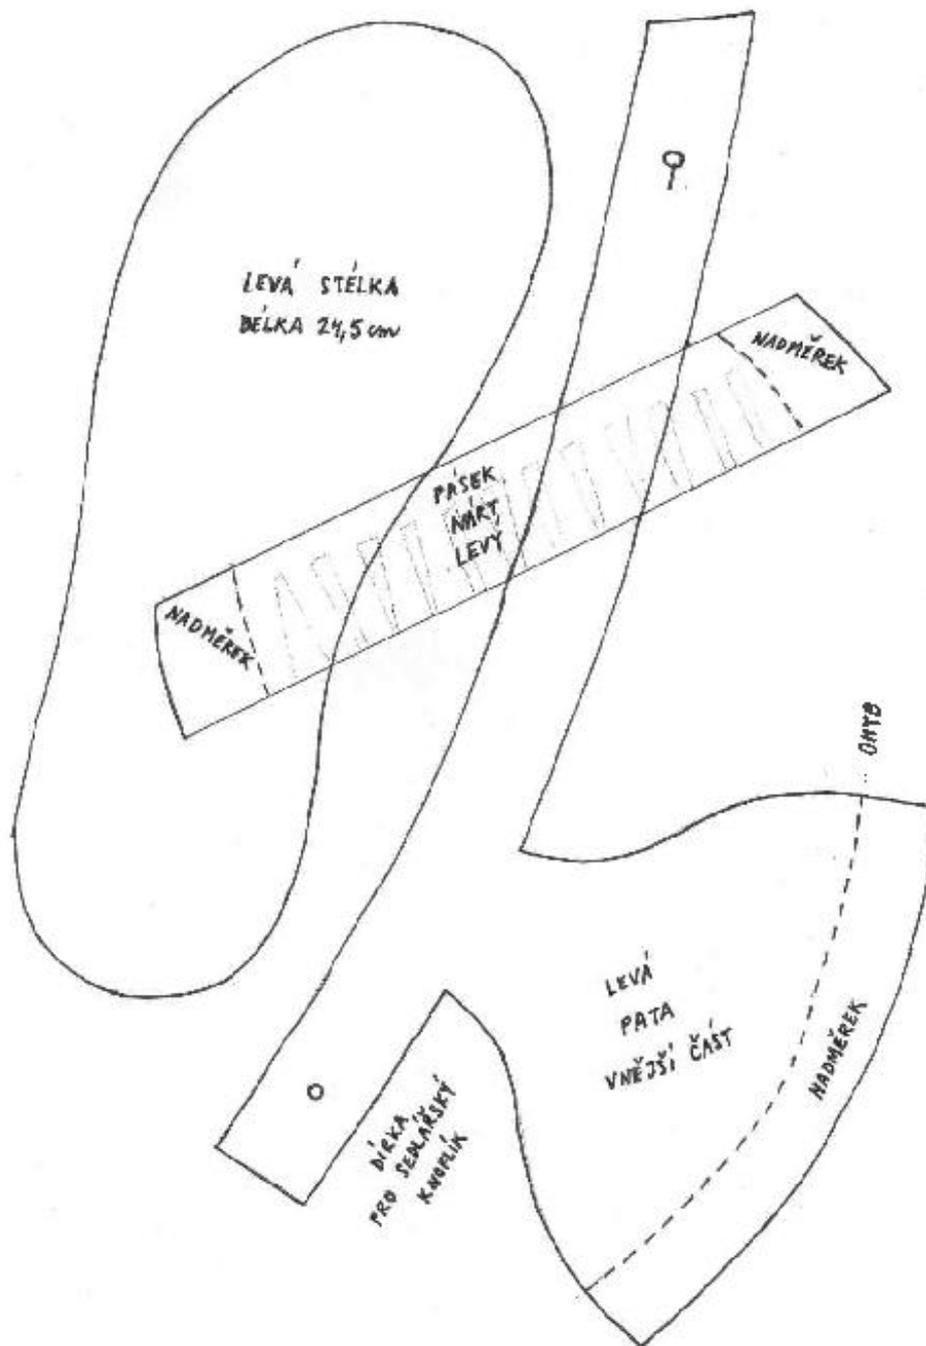 LEVÁ STÉLKA
DÉLKA 24,5 cm
NADMĚREK
PÁSEK
NÁRT
LEVÝ
NADMĚREK
OHYB
LEVÁ
PATA
VNĚJŠÍ ČÁST
NADMĚREK
DÍRKA
PRO SEDLÁŘSKÝ
KNOFLÍK